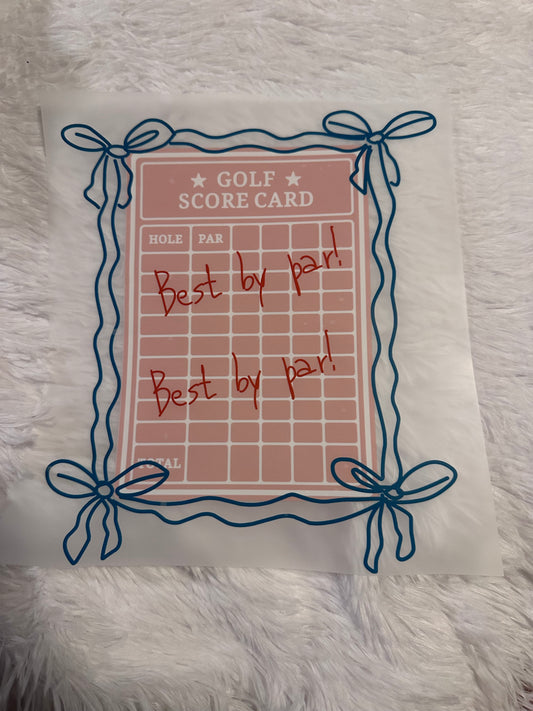 ★ GOLF ★
SCORE CARD
HOLE PAR
Best by par!
Best by par!
TOTAL